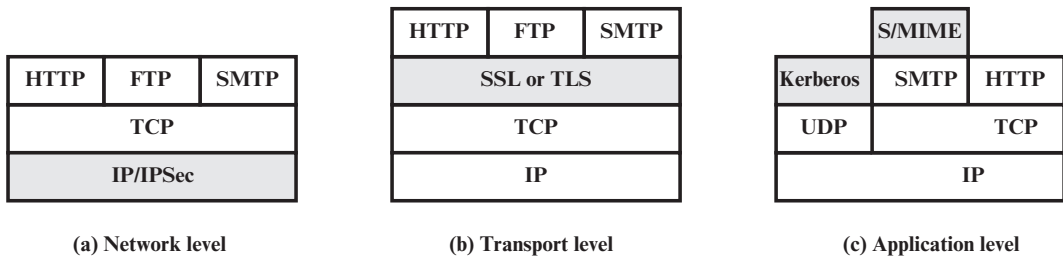 HTTP FTP SMTP
TCP
IP/IPSec
(a) Network level
HTTP FTP SMTP
SSL or TLS
TCP
IP
(b) Transport level
S/MIME
Kerberos SMTP HTTP
UDP TCP
IP
(c) Application level